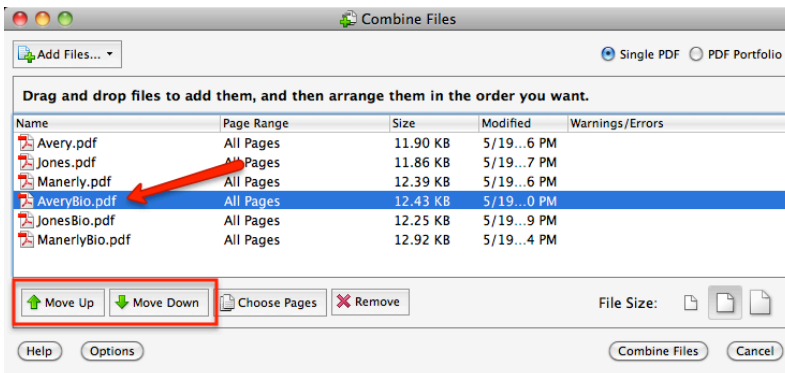 Combine Files
Add Files... Single PDF PDF Portfolio
Drag and drop files to add them, and then arrange them in the order you want.
Name Page Range Size Modified Warnings/Errors
Avery.pdf All Pages 11.90 KB 5/19...6 PM
Jones.pdf All Pages 11.86 KB 5/19...7 PM
Manerly.pdf All Pages 12.39 KB 5/19...6 PM
AveryBio.pdf All Pages 12.43 KB 5/19...0 PM
JonesBio.pdf All Pages 12.25 KB 5/19...9 PM
ManerlyBio.pdf All Pages 12.92 KB 5/19...4 PM
Move Up Move Down Choose Pages Remove File Size:
Help Options Combine Files Cancel